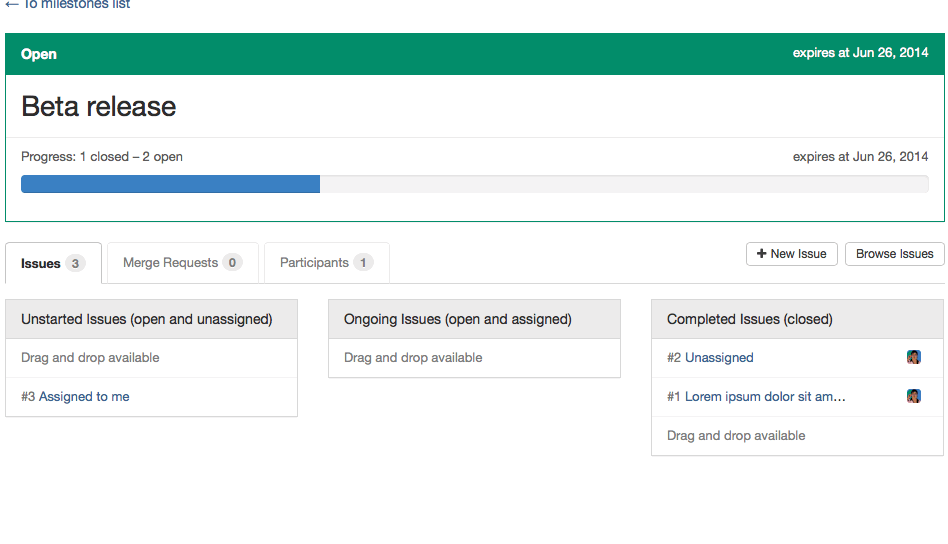 ← To milestones list
Open
expires at Jun 26, 2014
Beta release
Progress: 1 closed – 2 open
expires at Jun 26, 2014
Issues 3
Merge Requests 0
Participants 1
+ New Issue
Browse Issues
Unstarted Issues (open and unassigned)
Drag and drop available
#3 Assigned to me
Ongoing Issues (open and assigned)
Drag and drop available
Completed Issues (closed)
#2 Unassigned
#1 Lorem ipsum dolor sit am...
Drag and drop available